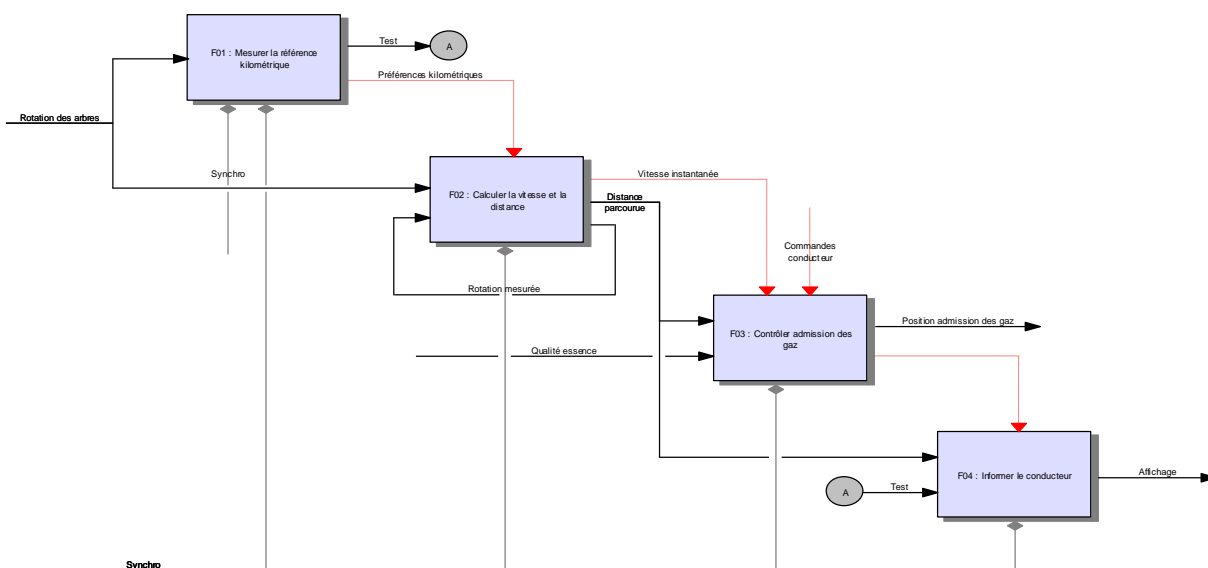 F01 : Mesurer la référence
kilométrique
Test
A
Préférences kilométriques
Rotation des arbres
Synchro
F02 : Calculer la vitesse et la
distance
Vitesse instantanée
Distance
parcourue
Rotation mesurée
Commandes
conducteur
F03 : Contrôler admission des
gaz
Position admission des gaz
Qualité essence
F04 : Informer le conducteur
Affichage
A
Test
Synchro